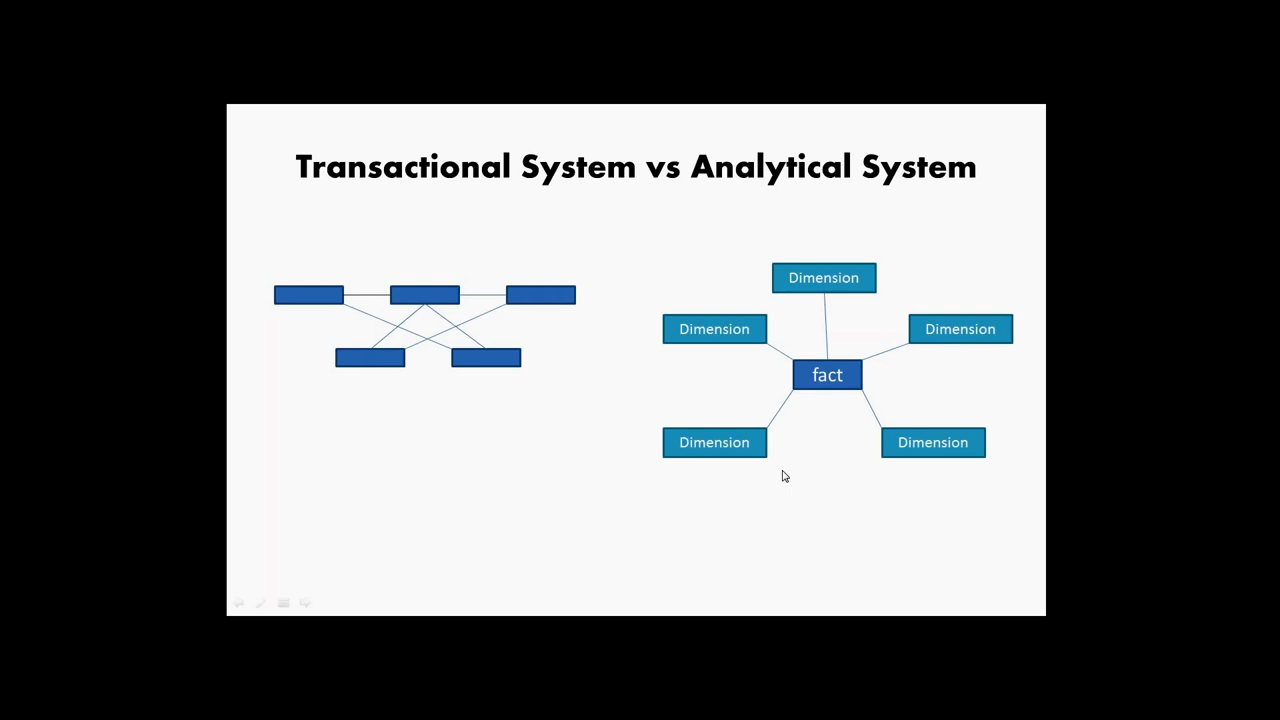 Transactional System vs Analytical System
Dimension
Dimension
Dimension
fact
Dimension
Dimension